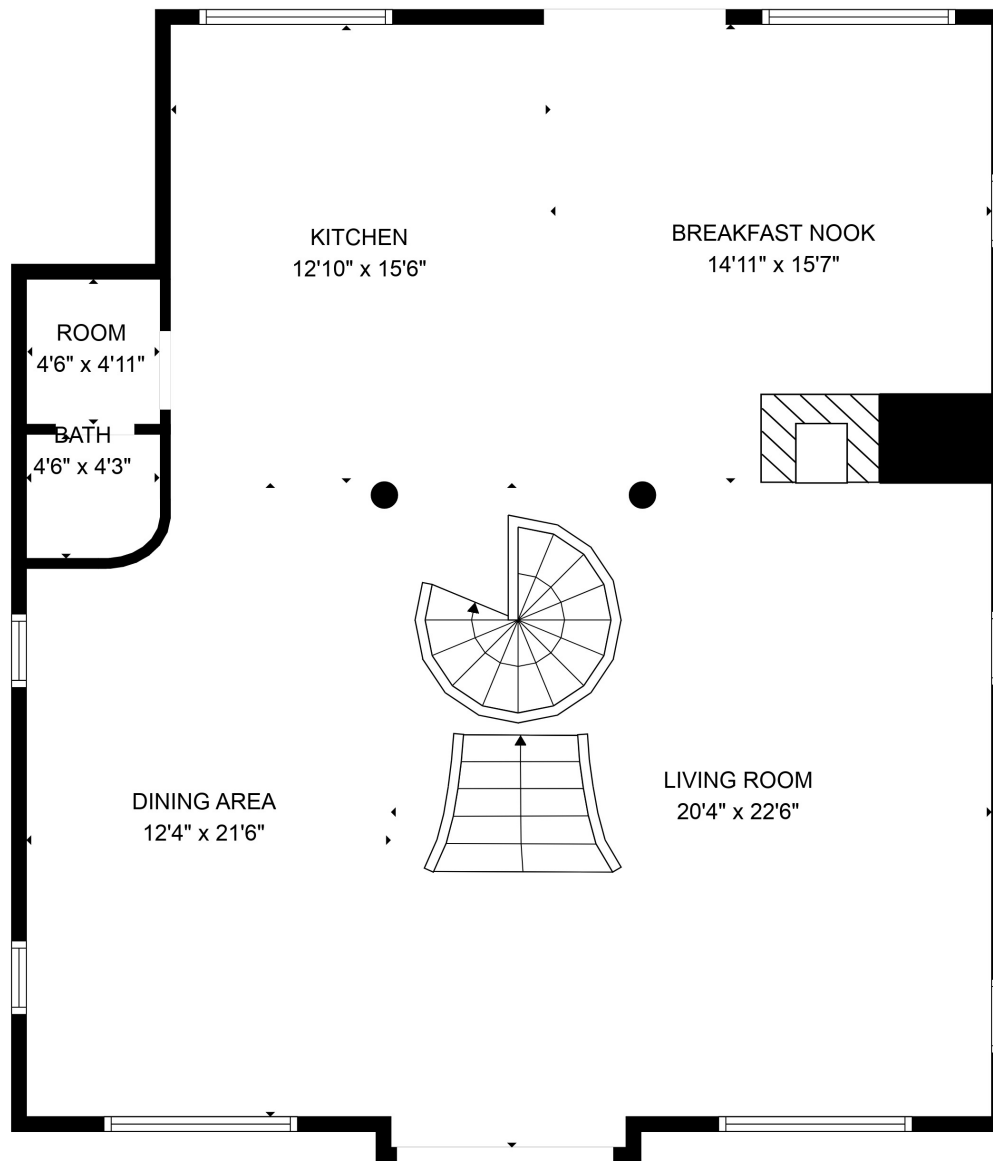 KITCHEN
12'10" x 15'6"
BREAKFAST NOOK
14'11" x 15'7"
ROOM
4'6" x 4'11"
BATH
4'6" x 4'3"
DINING AREA
12'4" x 21'6"
LIVING ROOM
20'4" x 22'6"